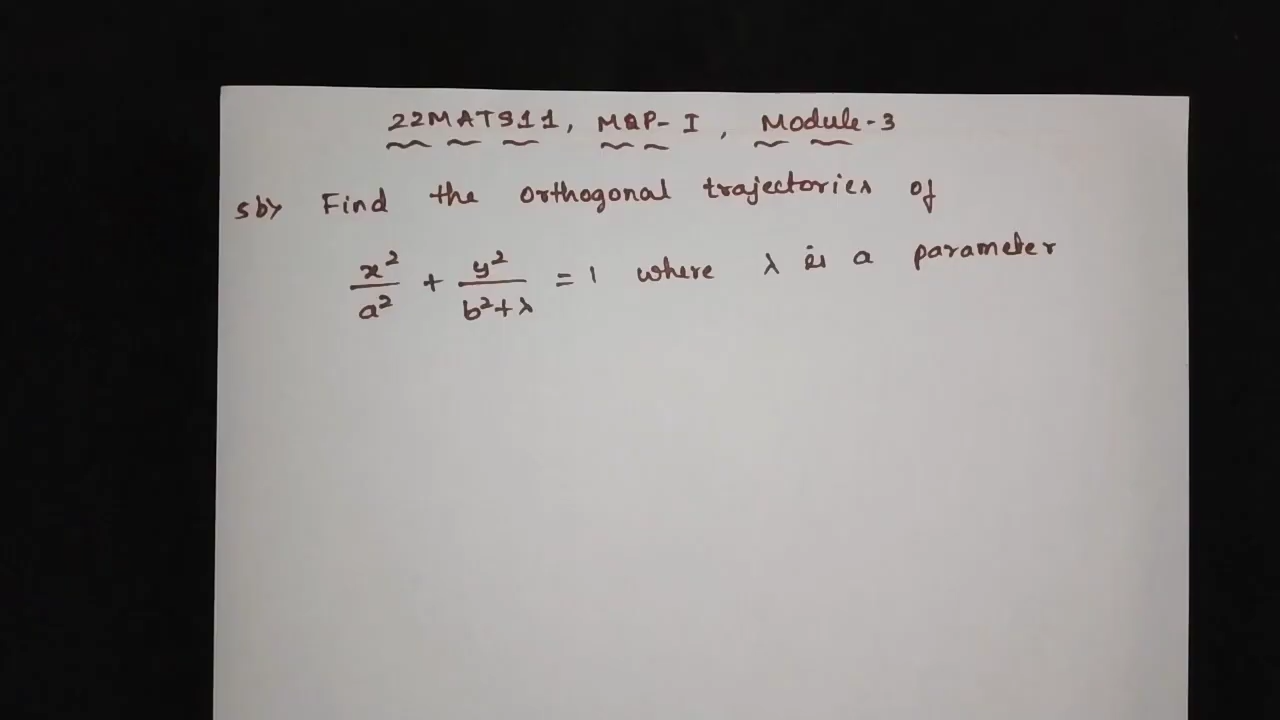 22MATS11, MQP-I, Module-3
5b) Find the orthogonal trajectories of
x²/a² + y²/b²+λ = 1 where λ is a parameter